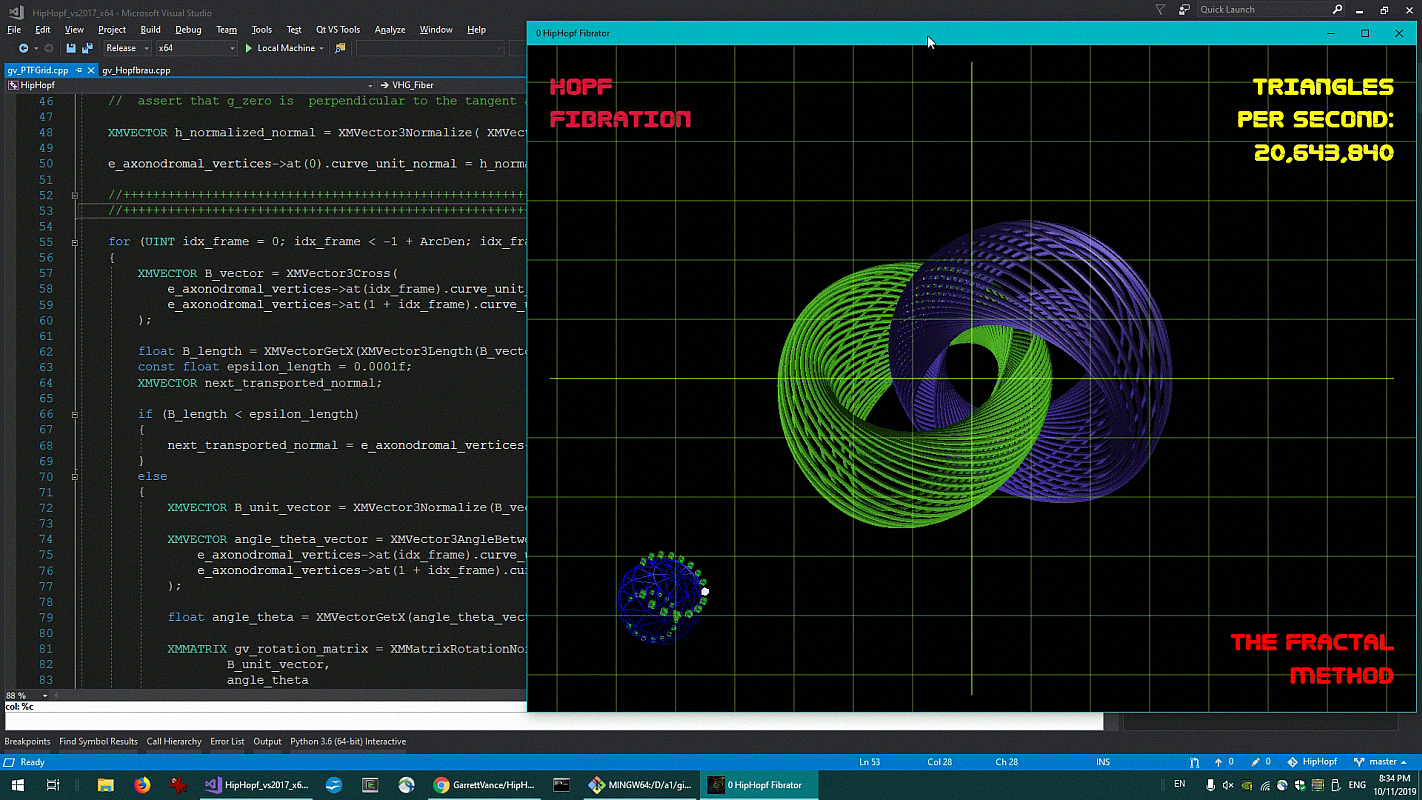 HipHopf_vs2017_x64 - Microsoft Visual Studio
Quick Launch
File Edit View Project Build Debug Team Tools Test Qt VS Tools Analyze Window Help
Release x64 Local Machine
0 HipHopf Fibrator
gv_PTFGrid.cpp gv_Hopfbrau.cpp
HipHopf VHG_Fiber
46 // assert that g_zero is perpendicular to the tangent
47
48 XMVECTOR h_normalized_normal = XMVector3Normalize( XMVec
49
50 e_axonodromal_vertices->at(0).curve_unit_normal = h_norm
51
52 //++++++++++++++++++++++++++++++++++++++++++++++++++++++
53 //++++++++++++++++++++++++++++++++++++++++++++++++++++++
54
55 for (UINT idx_frame = 0; idx_frame < -1 + ArcDen; idx_fra
56 {
57 XMVECTOR B_vector = XMVector3Cross(
58 e_axonodromal_vertices->at(idx_frame).curve_unit_
59 e_axonodromal_vertices->at(1 + idx_frame).curve_u
60 );
61
62 float B_length = XMVectorGetX(XMVector3Length(B_vecto
63 const float epsilon_length = 0.0001f;
64 XMVECTOR next_transported_normal;
65
66 if (B_length < epsilon_length)
67 {
68 next_transported_normal = e_axonodromal_vertices-
69 }
70 else
71 {
72 XMVECTOR B_unit_vector = XMVector3Normalize(B_vec
73
74 XMVECTOR angle_theta_vector = XMVector3AngleBetwe
75 e_axonodromal_vertices->at(idx_frame).curve_u
76 e_axonodromal_vertices->at(1 + idx_frame).cur
77 );
78
79 float angle_theta = XMVectorGetX(angle_theta_vect
80
81 XMMATRIX gv_rotation_matrix = XMMatrixRotationNor
82 B_unit_vector,
83 angle_theta
88 %
col: %c
HOPF
FIBRATION
TRIANGLES
PER SECOND:
20,643,840
THE FRACTAL
METHOD
Breakpoints Find Symbol Results Call Hierarchy Error List Output Python 3.6 (64-bit) Interactive
Ready Ln 53 Col 28 Ch 28 INS 0 0 HipHopf master
HipHopf_vs2017_x6... GarrettVance/HipH... MINGW64:/D/a1/gi... 0 HipHopf Fibrator EN ENG 8:34 PM
10/11/2019